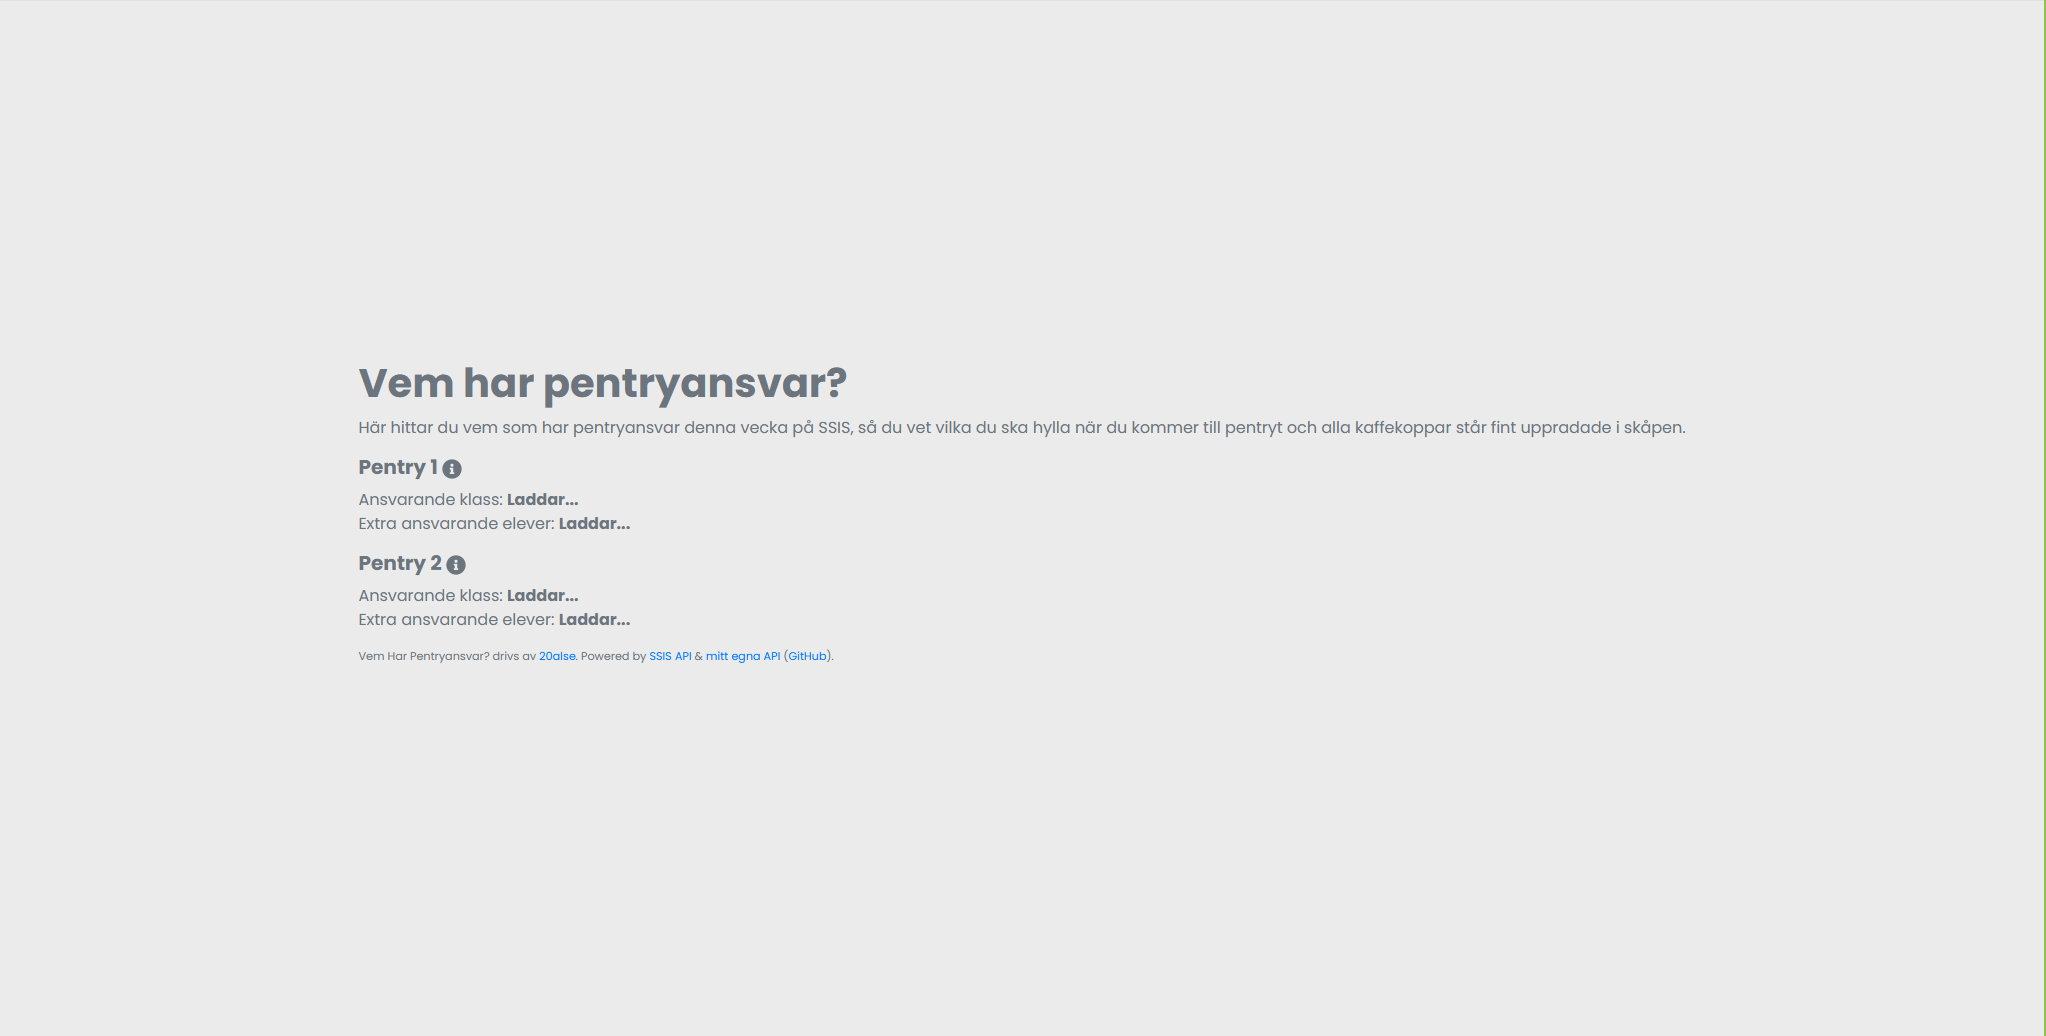 Vem har pentryansvar?
Här hittar du vem som har pentryansvar denna vecka på SSIS, så du vet vilka du ska hylla när du kommer till pentryt och alla kaffekoppar står fint uppradade i skåpen.
Pentry 1
Ansvarande klass: Laddar...
Extra ansvarande elever: Laddar...
Pentry 2
Ansvarande klass: Laddar...
Extra ansvarande elever: Laddar...
Vem Har Pentryansvar? drivs av 20alse. Powered by SSIS API & mitt egna API (GitHub).